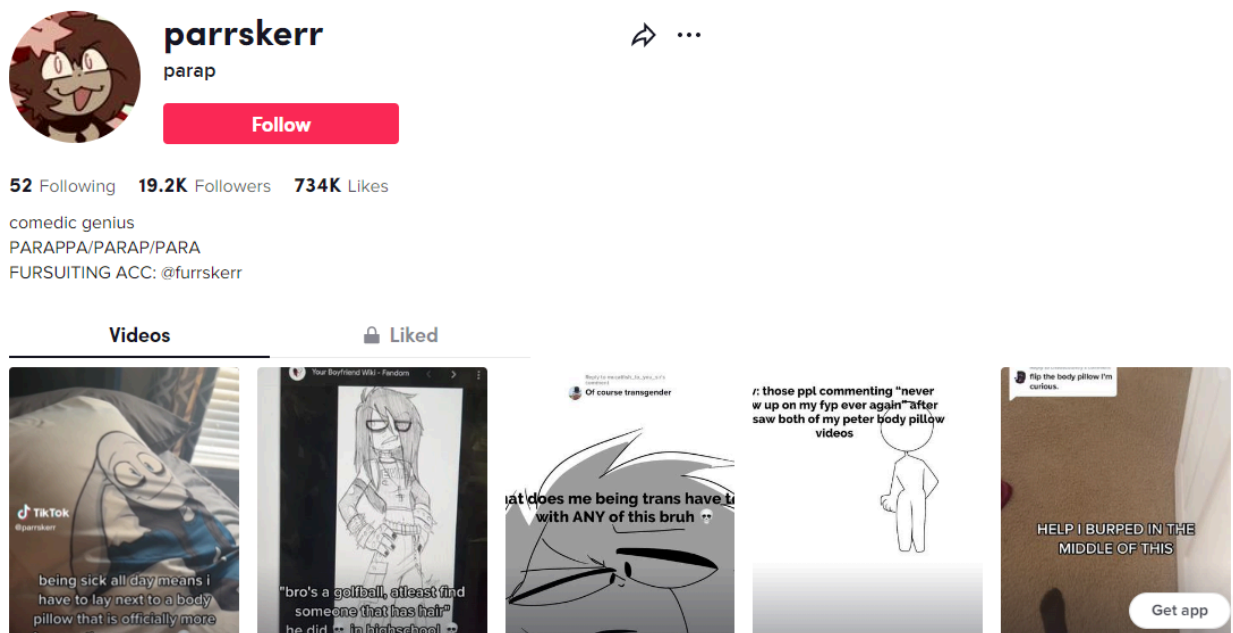 parrskerr
parap
Follow
52 Following 19.2K Followers 734K Likes
comedic genius
PARAPPA/PARAP/PARA
FURSUITING ACC: @furrskerr
Videos
Liked
TikTok
@parrskerr
being sick all day means i
have to lay next to a body
pillow that is officially more
Your Boyfriend Wiki - Fandom
"bro's a golfball, atleast find
someone that has hair"
he did 💀 in highschool 💀
Of course transgender
at does me being trans have to
with ANY of this bruh 💀
: those ppl commenting "never
w up on my fyp ever again" after
saw both of my peter body pillow
videos
flip the body pillow I'm
curious.
HELP I BURPED IN THE
MIDDLE OF THIS
Get app